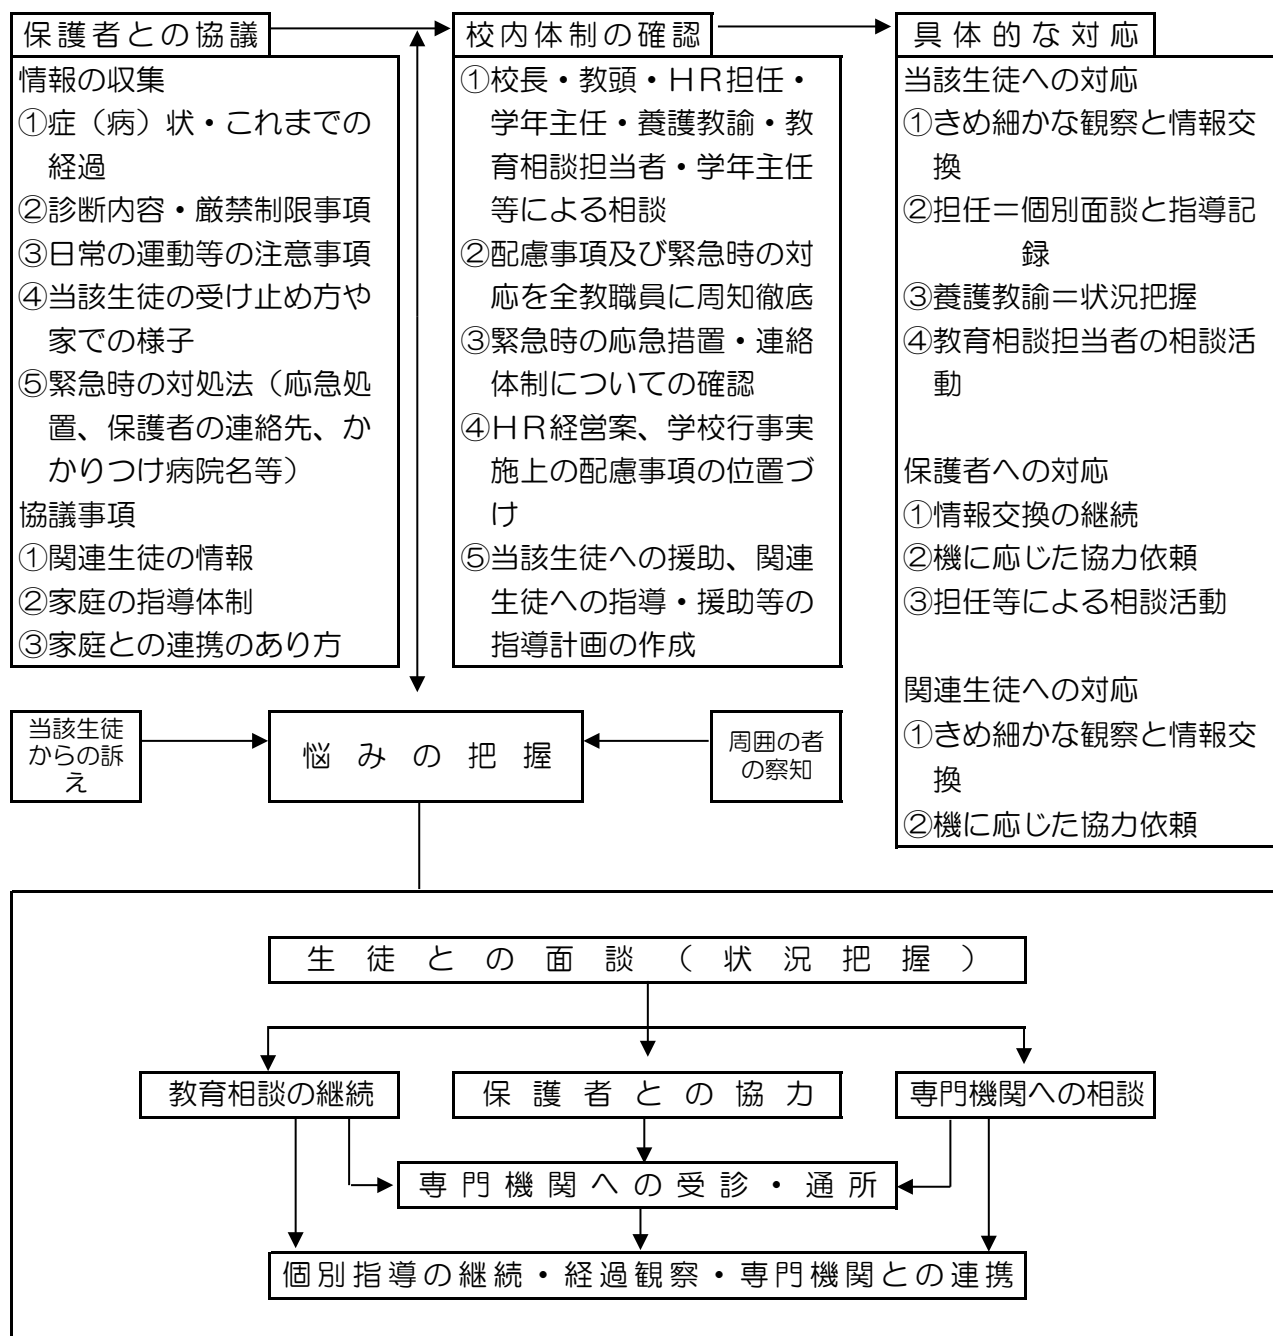 保護者との協議
情報の収集
①症（病）状・これまでの
経過
②診断内容・厳禁制限事項
③日常の運動等の注意事項
④当該生徒の受け止め方や
家での様子
⑤緊急時の対処法（応急処
置、保護者の連絡先、か
かりつけ病院名等）
協議事項
①関連生徒の情報
②家庭の指導体制
③家庭との連携のあり方
校内体制の確認
①校長・教頭・ＨＲ担任・
学年主任・養護教諭・教
育相談担当者・学年主任
等による相談
②配慮事項及び緊急時の対
応を全教職員に周知徹底
③緊急時の応急措置・連絡
体制についての確認
④ＨＲ経営案、学校行事実
施上の配慮事項の位置づ
け
⑤当該生徒への援助、関連
生徒への指導・援助等の
指導計画の作成
具体的な対応
当該生徒への対応
①きめ細かな観察と情報交
換
②担任＝個別面談と指導記
録
③養護教諭＝状況把握
④教育相談担当者の相談活
動
保護者への対応
①情報交換の継続
②機に応じた協力依頼
③担任等による相談活動
関連生徒への対応
①きめ細かな観察と情報交
換
②機に応じた協力依頼
当該生徒
からの訴
え
悩みの把握
周囲の者
の察知
生徒との面談（状況把握）
教育相談の継続
保護者との協力
専門機関への相談
専門機関への受診・通所
個別指導の継続・経過観察・専門機関との連携